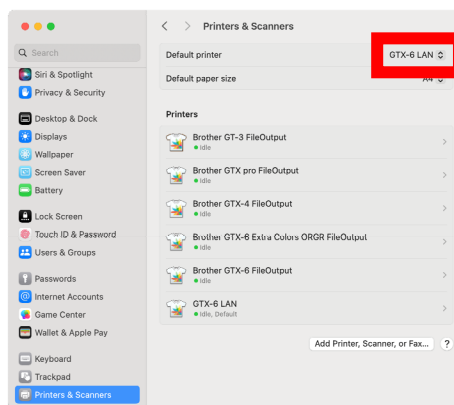 Printers & Scanners
Search
Siri & Spotlight
Privacy & Security
Desktop & Dock
Displays
Wallpaper
Screen Saver
Battery
Lock Screen
Touch ID & Password
Users & Groups
Passwords
Internet Accounts
Game Center
Wallet & Apple Pay
Keyboard
Trackpad
Printers & Scanners
Default printer
GTX-6 LAN
Default paper size
A4
Printers
Brother GT-3 FileOutput
Idle
Brother GTX pro FileOutput
Idle
Brother GTX-4 FileOutput
Idle
Brother GTX-6 Extra Colors ORGR FileOutput
Idle
Brother GTX-6 FileOutput
Idle
GTX-6 LAN
Idle, Default
Add Printer, Scanner, or Fax...
?